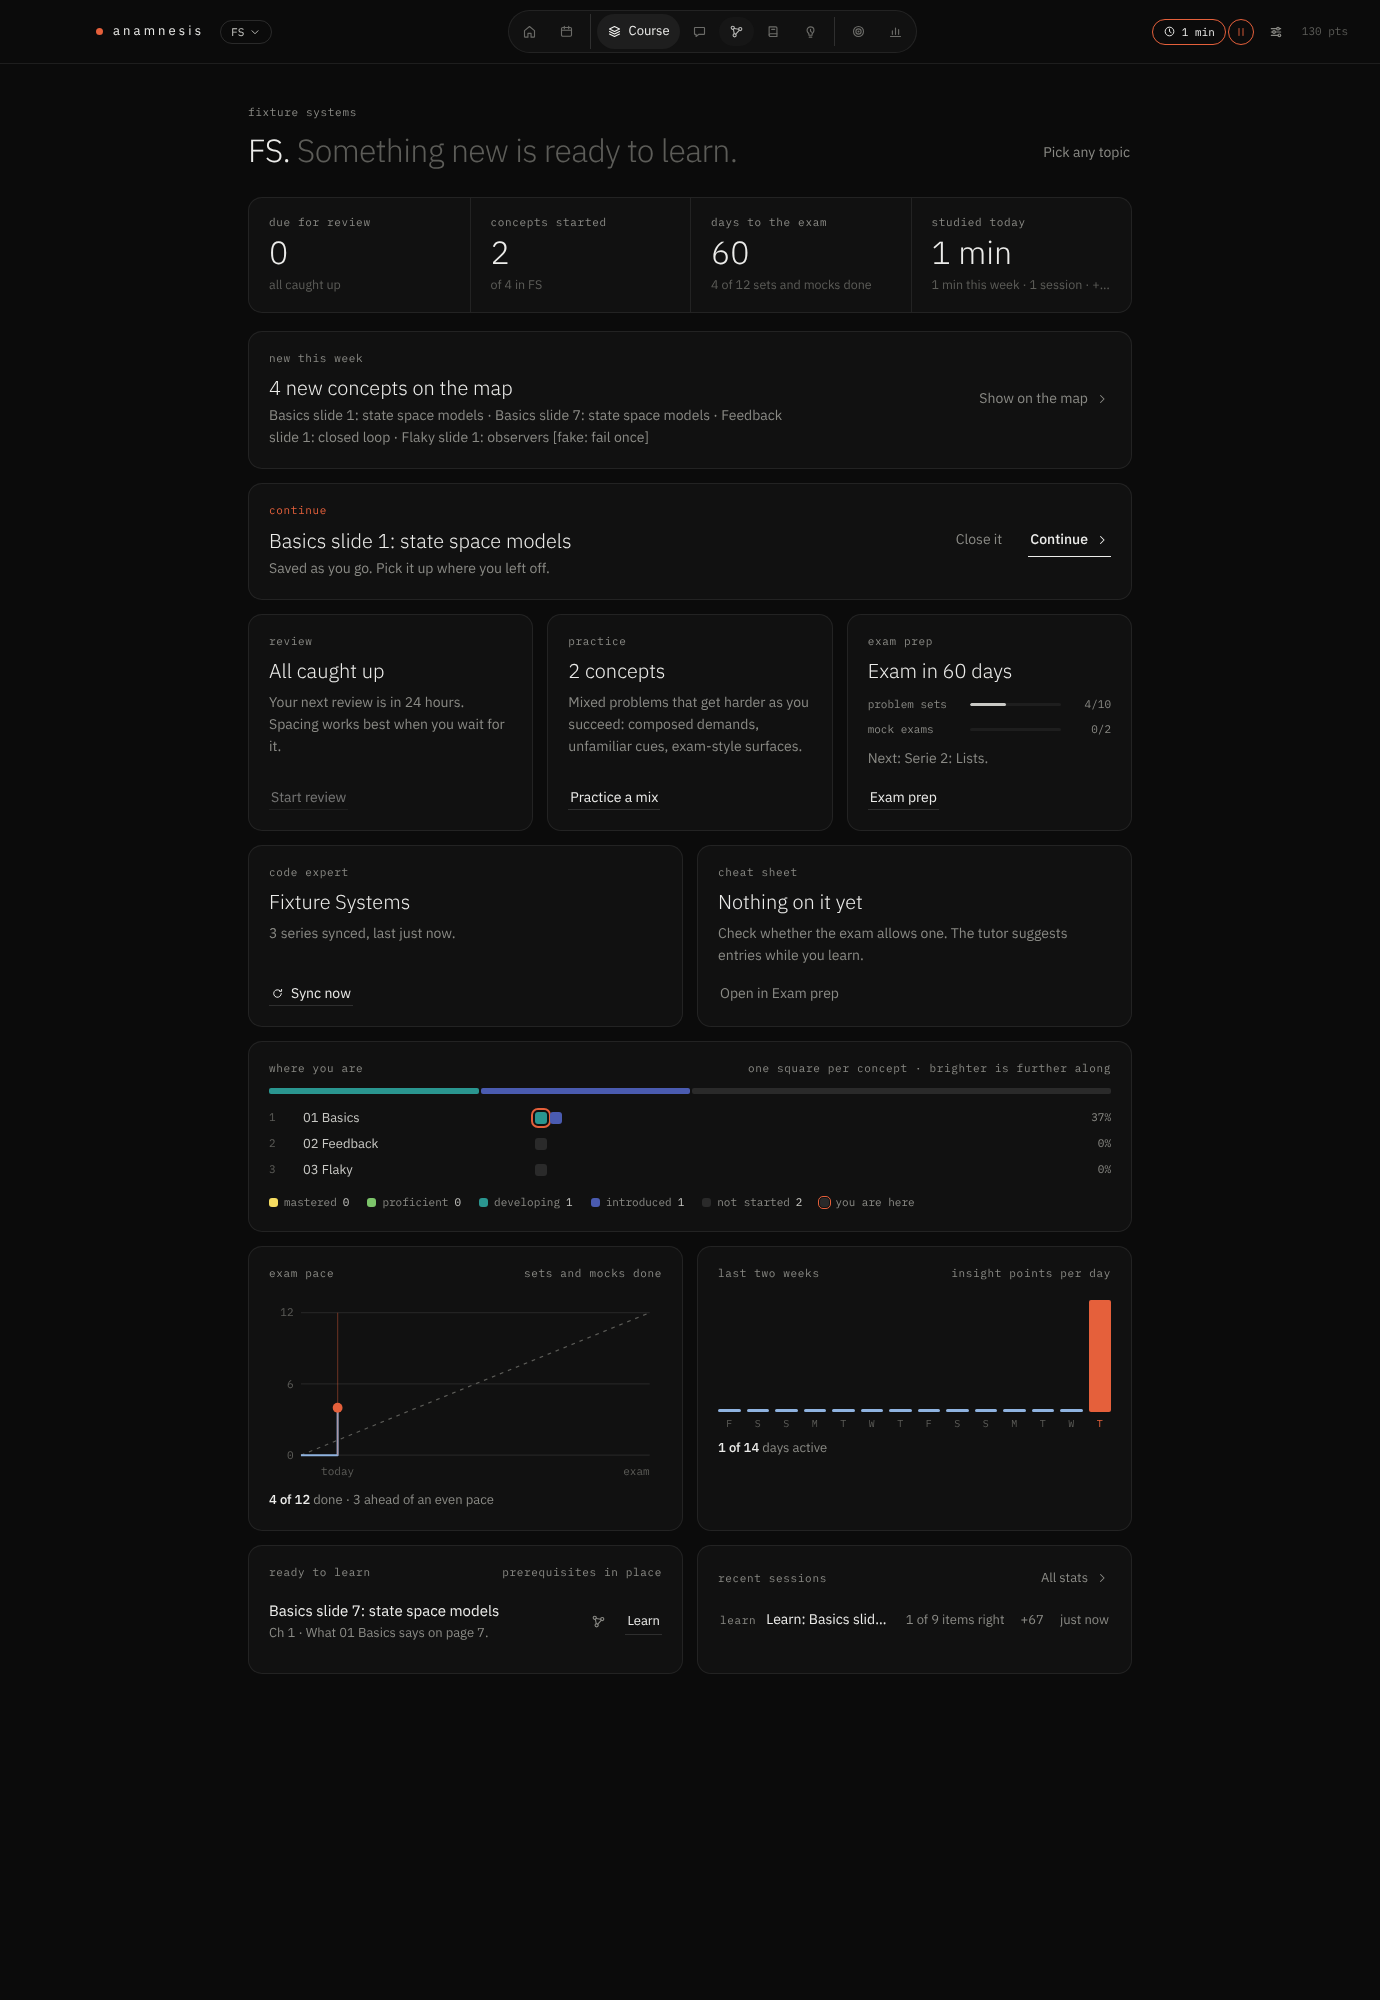 anamnesis
FS
Course
1 min
130 pts
fixture systems
FS. Something new is ready to learn.
Pick any topic
due for review
0
all caught up
concepts started
2
of 4 in FS
days to the exam
60
4 of 12 sets and mocks done
studied today
1 min
1 min this week · 1 session · +...
new this week
4 new concepts on the map
Basics slide 1: state space models · Basics slide 7: state space models · Feedback
slide 1: closed loop · Flaky slide 1: observers [fake: fail once]
Show on the map
continue
Basics slide 1: state space models
Saved as you go. Pick it up where you left off.
Close it
Continue
review
All caught up
Your next review is in 24 hours.
Spacing works best when you wait for
it.
Start review
practice
2 concepts
Mixed problems that get harder as you
succeed: composed demands,
unfamiliar cues, exam-style surfaces.
Practice a mix
exam prep
Exam in 60 days
problem sets 4/10
mock exams 0/2
Next: Serie 2: Lists.
Exam prep
code expert
Fixture Systems
3 series synced, last just now.
Sync now
cheat sheet
Nothing on it yet
Check whether the exam allows one. The tutor suggests
entries while you learn.
Open in Exam prep
where you are
one square per concept · brighter is further along
1 01 Basics 37%
2 02 Feedback 0%
3 03 Flaky 0%
mastered 0 proficient 0 developing 1 introduced 1 not started 2 you are here
exam pace
sets and mocks done
12
6
0
today
exam
4 of 12 done · 3 ahead of an even pace
last two weeks
insight points per day
F S S M T W T F S S M T W T
1 of 14 days active
ready to learn
prerequisites in place
Basics slide 7: state space models
Ch 1 · What 01 Basics says on page 7.
Learn
recent sessions
All stats
learn Learn: Basics slid... 1 of 9 items right +67 just now